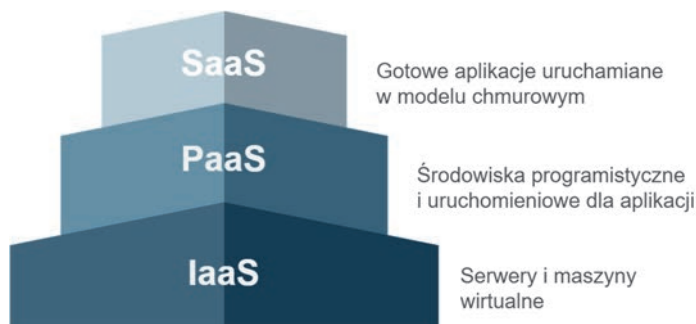 SaaS
Gotowe aplikacje uruchamiane
w modelu chmurowym
PaaS
Środowiska programistyczne
i uruchomieniowe dla aplikacji
IaaS
Serwery i maszyny
wirtualne